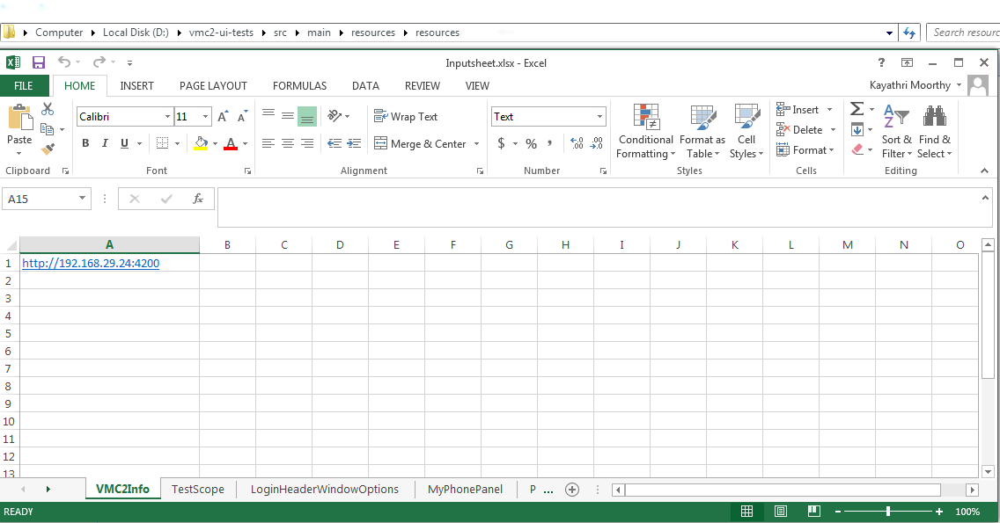 Computer Local Disk (D:) vmc2-ui-tests src main resources resources Search resourc
Inputsheet.xlsx - Excel ?
FILE HOME INSERT PAGE LAYOUT FORMULAS DATA REVIEW VIEW Kayathri Moorthy
Calibri 11 A A Wrap Text Text Σ Insert
Paste B I U A Merge & Center $ % , .0 .00 .00 .0 Conditional Format as Cell Delete Sort & Find &
Formatting Table Styles Format Filter Select
Clipboard Font Alignment Number Styles Cells Editing
A15 fx
A B C D E F G H I J K L M N O
1 http://192.168.29.24:4200
2
3
4
5
6
7
8
9
10
11
12
13
VMC2Info TestScope LoginHeaderWindowOptions MyPhonePanel P ...
READY 100%